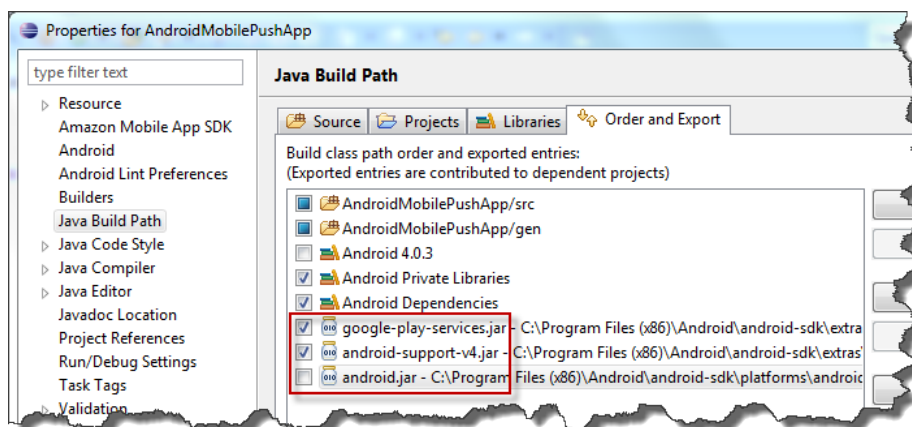 Properties for AndroidMobilePushApp
type filter text
Resource
Amazon Mobile App SDK
Android
Android Lint Preferences
Builders
Java Build Path
Java Code Style
Java Compiler
Java Editor
Javadoc Location
Project References
Run/Debug Settings
Task Tags
Validation
Java Build Path
Source
Projects
Libraries
Order and Export
Build class path order and exported entries:
(Exported entries are contributed to dependent projects)
AndroidMobilePushApp/src
AndroidMobilePushApp/gen
Android 4.0.3
Android Private Libraries
Android Dependencies
google-play-services.jar - C:\Program Files (x86)\Android\android-sdk\extra
android-support-v4.jar - C:\Program Files (x86)\Android\android-sdk\extras
android.jar - C:\Program Files (x86)\Android\android-sdk\platforms\android